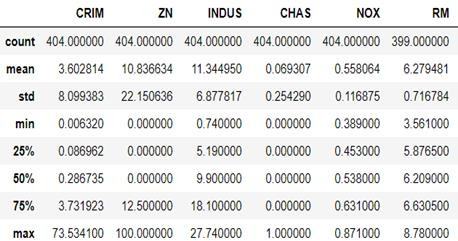 CRIM ZN INDUS CHAS NOX RM
count 404.000000 404.000000 404.000000 404.000000 404.000000 399.000000
mean 3.602814 10.836634 11.344950 0.069307 0.558064 6.279481
std 8.099383 22.150636 6.877817 0.254290 0.116875 0.716784
min 0.006320 0.000000 0.740000 0.000000 0.389000 3.561000
25% 0.086962 0.000000 5.190000 0.000000 0.453000 5.876500
50% 0.286735 0.000000 9.900000 0.000000 0.538000 6.209000
75% 3.731923 12.500000 18.100000 0.000000 0.631000 6.630500
max 73.534100 100.000000 27.740000 1.000000 0.871000 8.780000